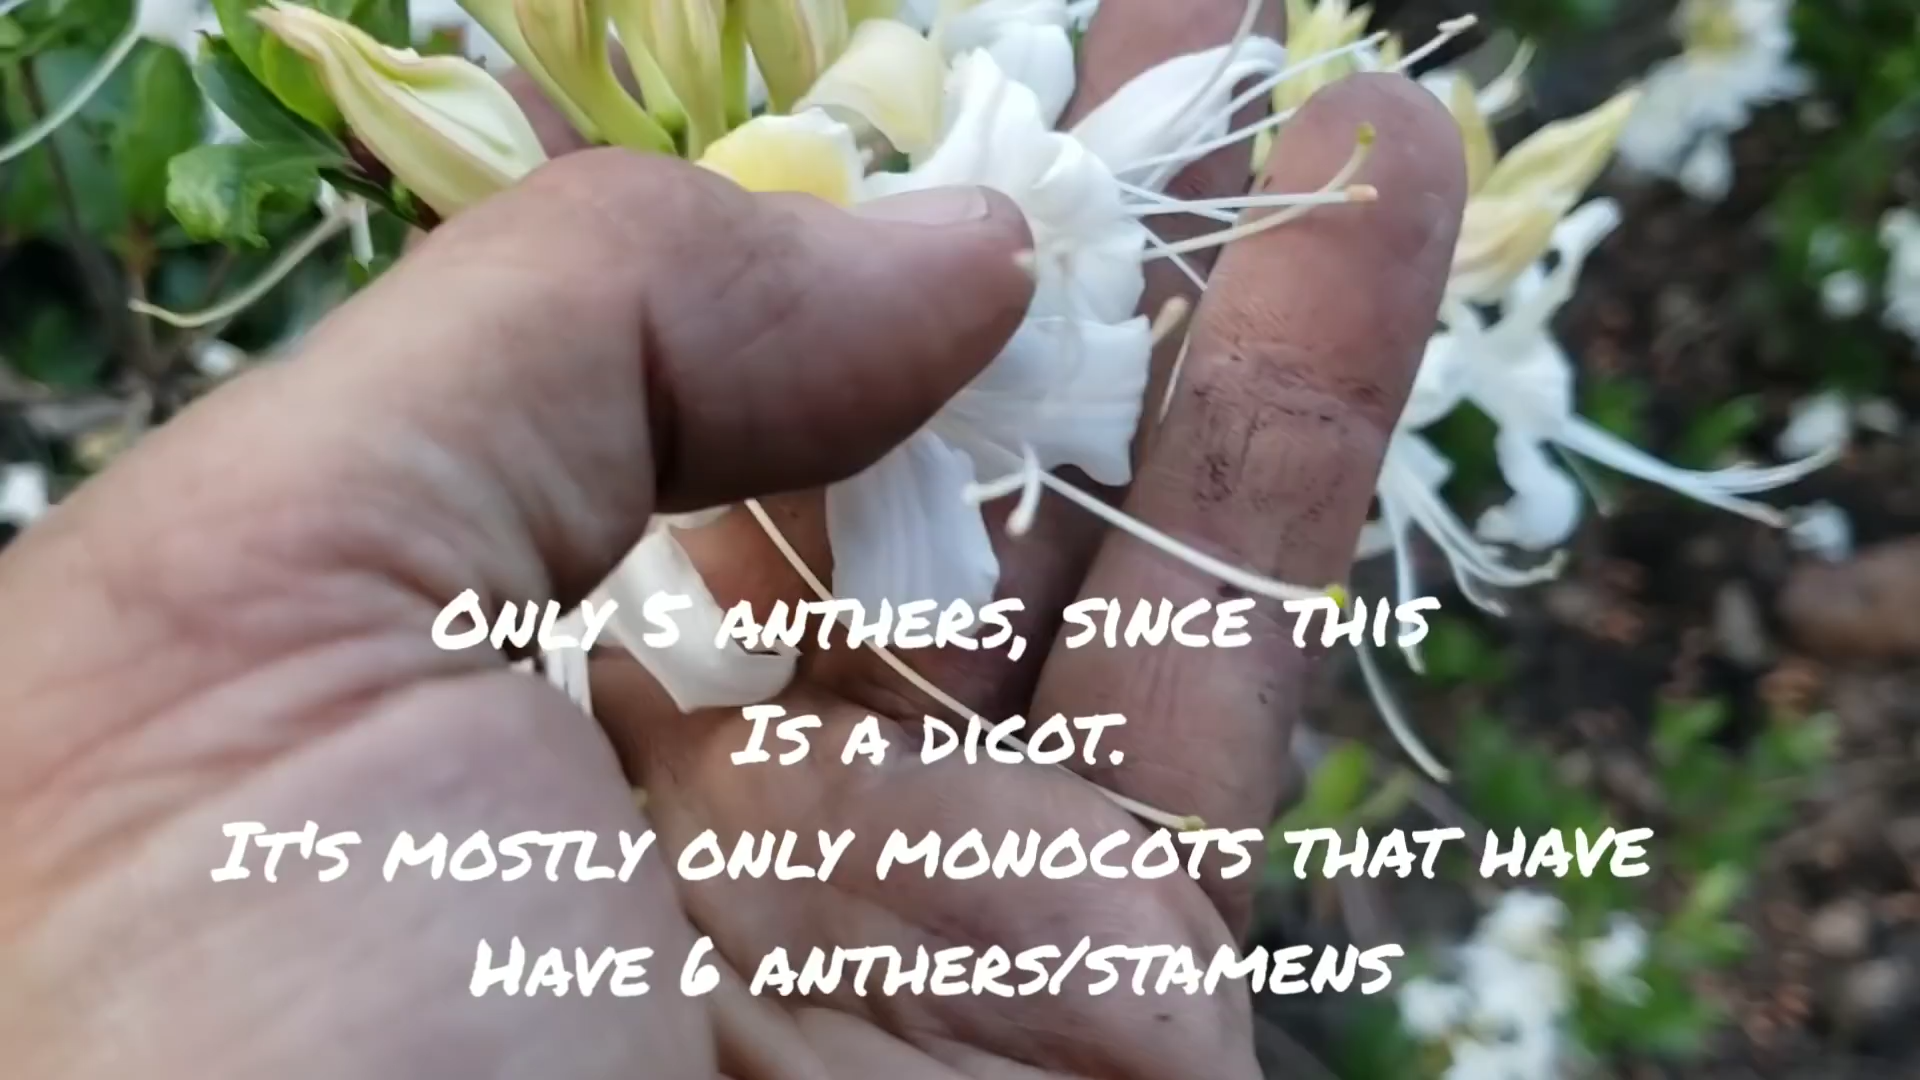 Only 5 anthers, since this
Is a dicot.
It's mostly only monocots that have
Have 6 anthers/stamens